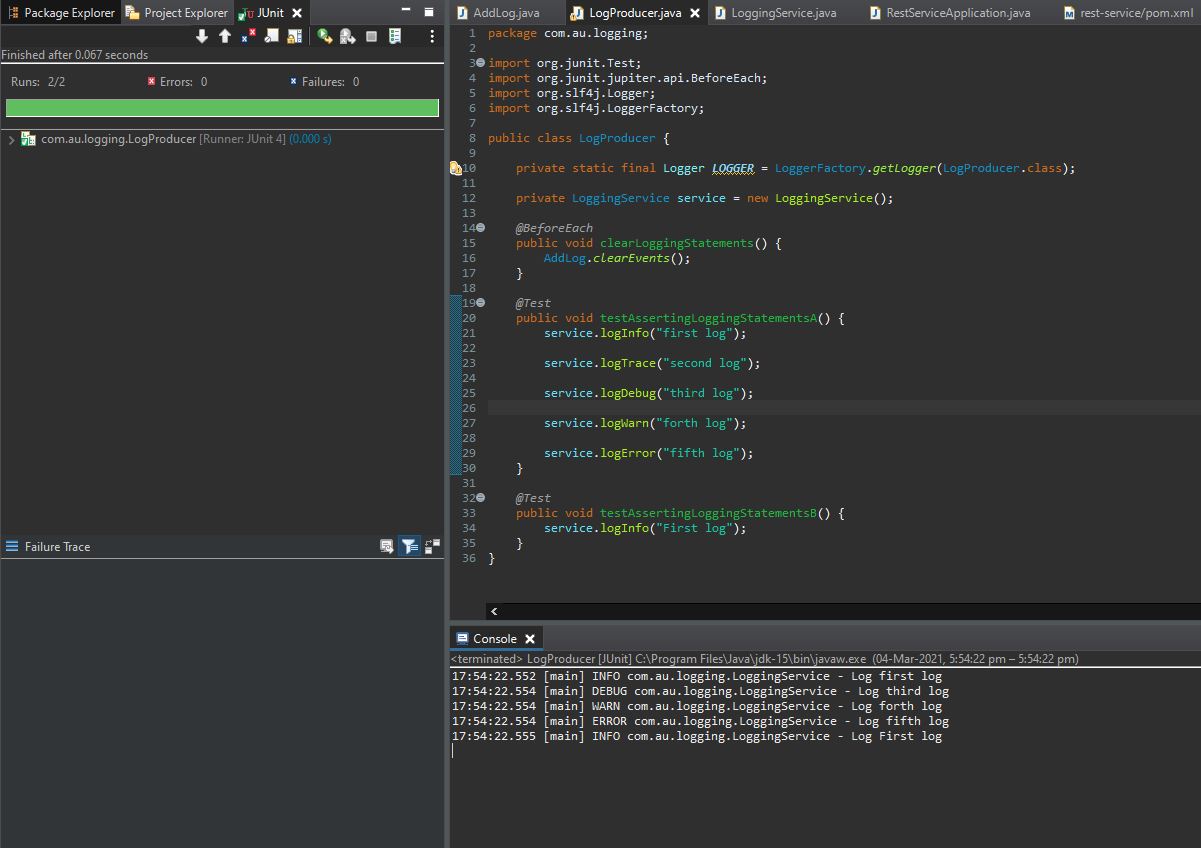 Package Explorer Project Explorer JUnit
Finished after 0.067 seconds
Runs: 2/2 Errors: 0 Failures: 0
com.au.logging.LogProducer [Runner: JUnit 4] (0.000 s)
Failure Trace
AddLog.java LogProducer.java LoggingService.java RestServiceApplication.java rest-service/pom.xml
1 package com.au.logging;
2
3 import org.junit.Test;
4 import org.junit.jupiter.api.BeforeEach;
5 import org.slf4j.Logger;
6 import org.slf4j.LoggerFactory;
7
8 public class LogProducer {
9
10 private static final Logger LOGGER = LoggerFactory.getLogger(LogProducer.class);
11
12 private LoggingService service = new LoggingService();
13
14 @BeforeEach
15 public void clearLoggingStatements() {
16 AddLog.clearEvents();
17 }
18
19 @Test
20 public void testAssertingLoggingStatementsA() {
21 service.logInfo("first log");
22
23 service.logTrace("second log");
24
25 service.logDebug("third log");
26
27 service.logWarn("forth log");
28
29 service.logError("fifth log");
30 }
31
32 @Test
33 public void testAssertingLoggingStatementsB() {
34 service.logInfo("First log");
35 }
36 }
Console
<terminated> LogProducer [JUnit] C:\Program Files\Java\jdk-15\bin\javaw.exe (04-Mar-2021, 5:54:22 pm – 5:54:22 pm)
17:54:22.552 [main] INFO com.au.logging.LoggingService - Log first log
17:54:22.554 [main] DEBUG com.au.logging.LoggingService - Log third log
17:54:22.554 [main] WARN com.au.logging.LoggingService - Log forth log
17:54:22.554 [main] ERROR com.au.logging.LoggingService - Log fifth log
17:54:22.555 [main] INFO com.au.logging.LoggingService - Log First log